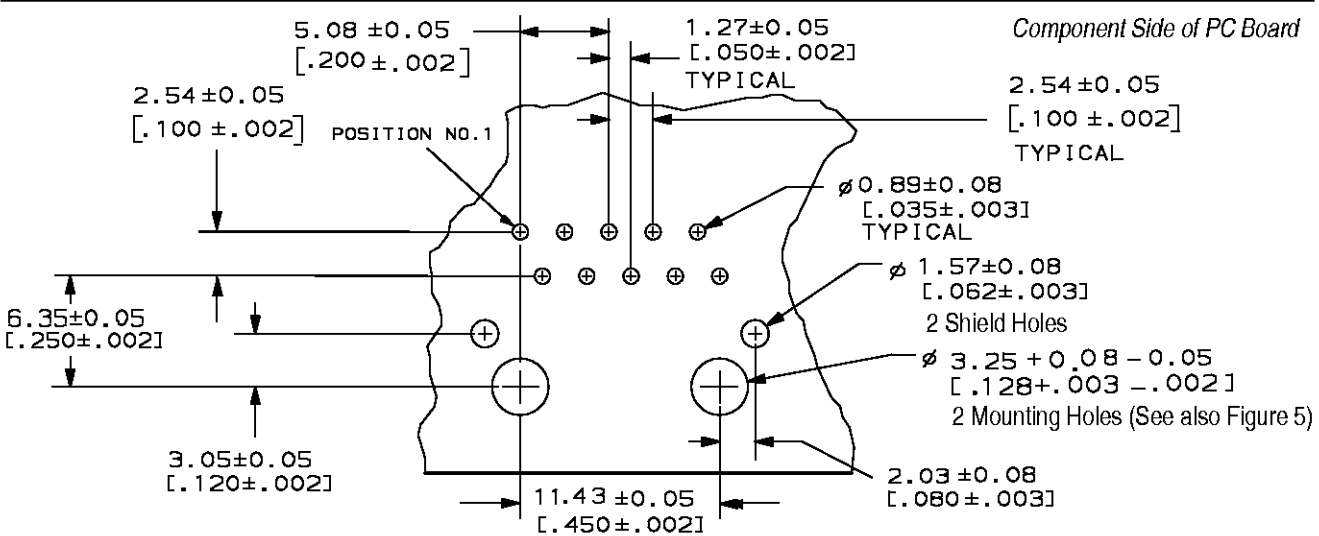 Component Side of PC Board
5.08 ±0.05
[.200 ±.002]
1.27±0.05
[.050±.002]
TYPICAL
2.54±0.05
[.100 ±.002]
TYPICAL
2.54±0.05
[.100 ±.002]
POSITION NO.1
⌀0.89±0.08
[.035±.003]
TYPICAL
⌀ 1.57±0.08
[.062±.003]
2 Shield Holes
6.35±0.05
[.250±.002]
⌀ 3.25 +0.08 -0.05
[.128+.003 -.002]
2 Mounting Holes (See also Figure 5)
3.05±0.05
[.120±.002]
2.03 ±0.08
[.080±.003]
11.43 ±0.05
[.450±.002]